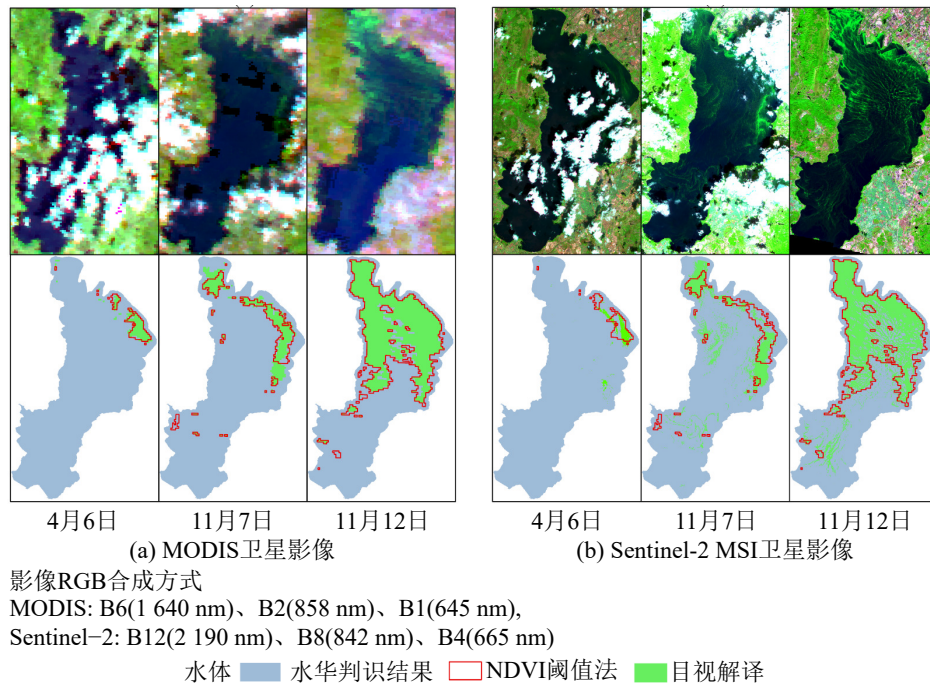 4月6日 11月7日 11月12日 4月6日 11月7日 11月12日
(a) MODIS卫星影像 (b) Sentinel-2 MSI卫星影像
影像RGB合成方式
MODIS: B6(1 640 nm)、B2(858 nm)、B1(645 nm),
Sentinel−2: B12(2 190 nm)、B8(842 nm)、B4(665 nm)
水体 水华判识结果 NDVI阈值法 目视解译